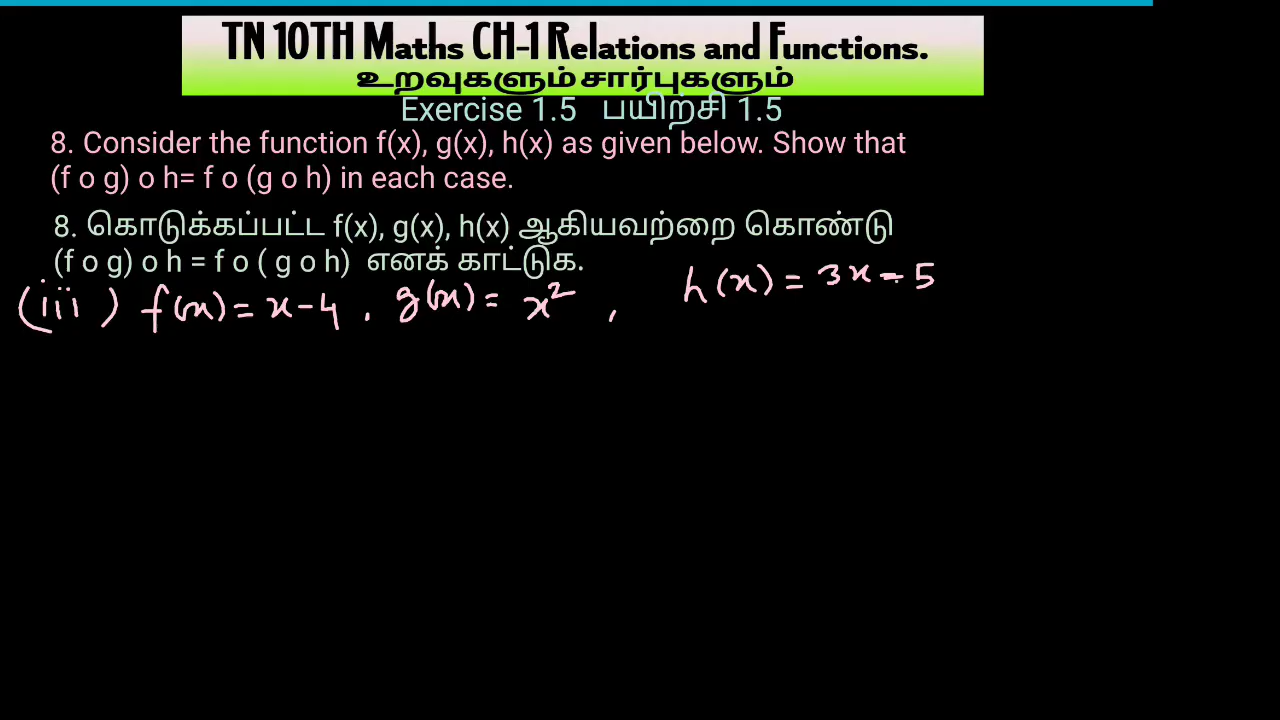 TN 10TH Maths CH-1 Relations and Functions.
உறவுகளும் சார்புகளும்
Exercise 1.5 பயிற்சி 1.5
8. Consider the function f(x), g(x), h(x) as given below. Show that
(f o g) o h= f o (g o h) in each case.
8. கொடுக்கப்பட்ட f(x), g(x), h(x) ஆகியவற்றை கொண்டு
(f o g) o h = f o ( g o h) எனக் காட்டுக.
(iii) f(x) = x-4, g(x) = x², h(x) = 3x-5